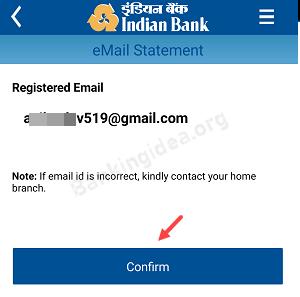 इंडियन बैंक
Indian Bank
eMail Statement
Registered Email
v519@gmail.com
Note: If email id is incorrect, kindly contact your home
branch.
Bankingidea.org
Confirm